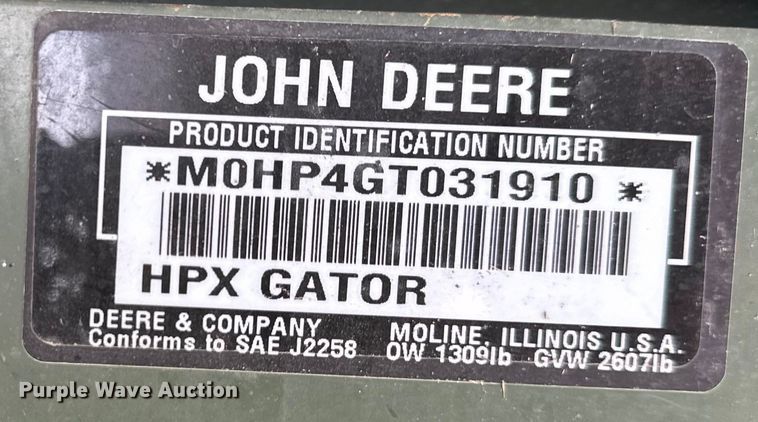 JOHN DEERE
PRODUCT IDENTIFICATION NUMBER
*M0HP4GT031910 *
HPX GATOR
DEERE & COMPANY MOLINE, ILLINOIS U.S.A.
Conforms to SAE J2258 OW 1309lb GVW 2607lb
Purple Wave Auction